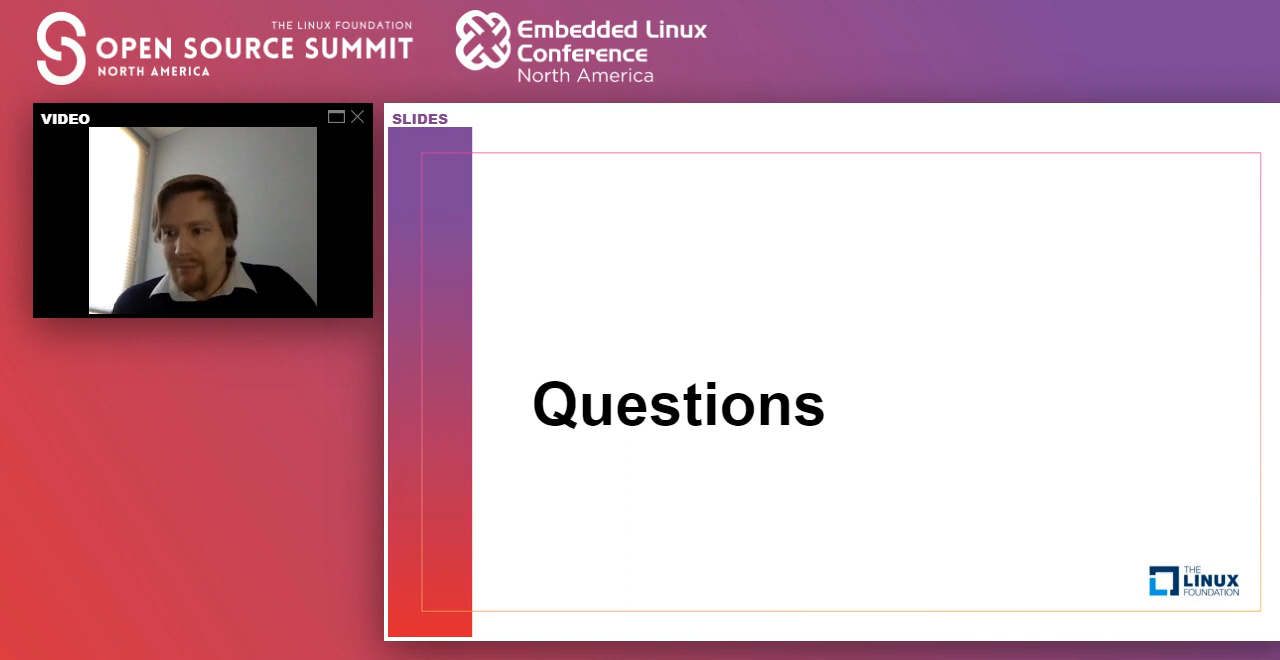 THE LINUX FOUNDATION
OPEN SOURCE SUMMIT
NORTH AMERICA
Embedded Linux
Conference
North America
VIDEO
SLIDES
Questions
THE
LINUX
FOUNDATION